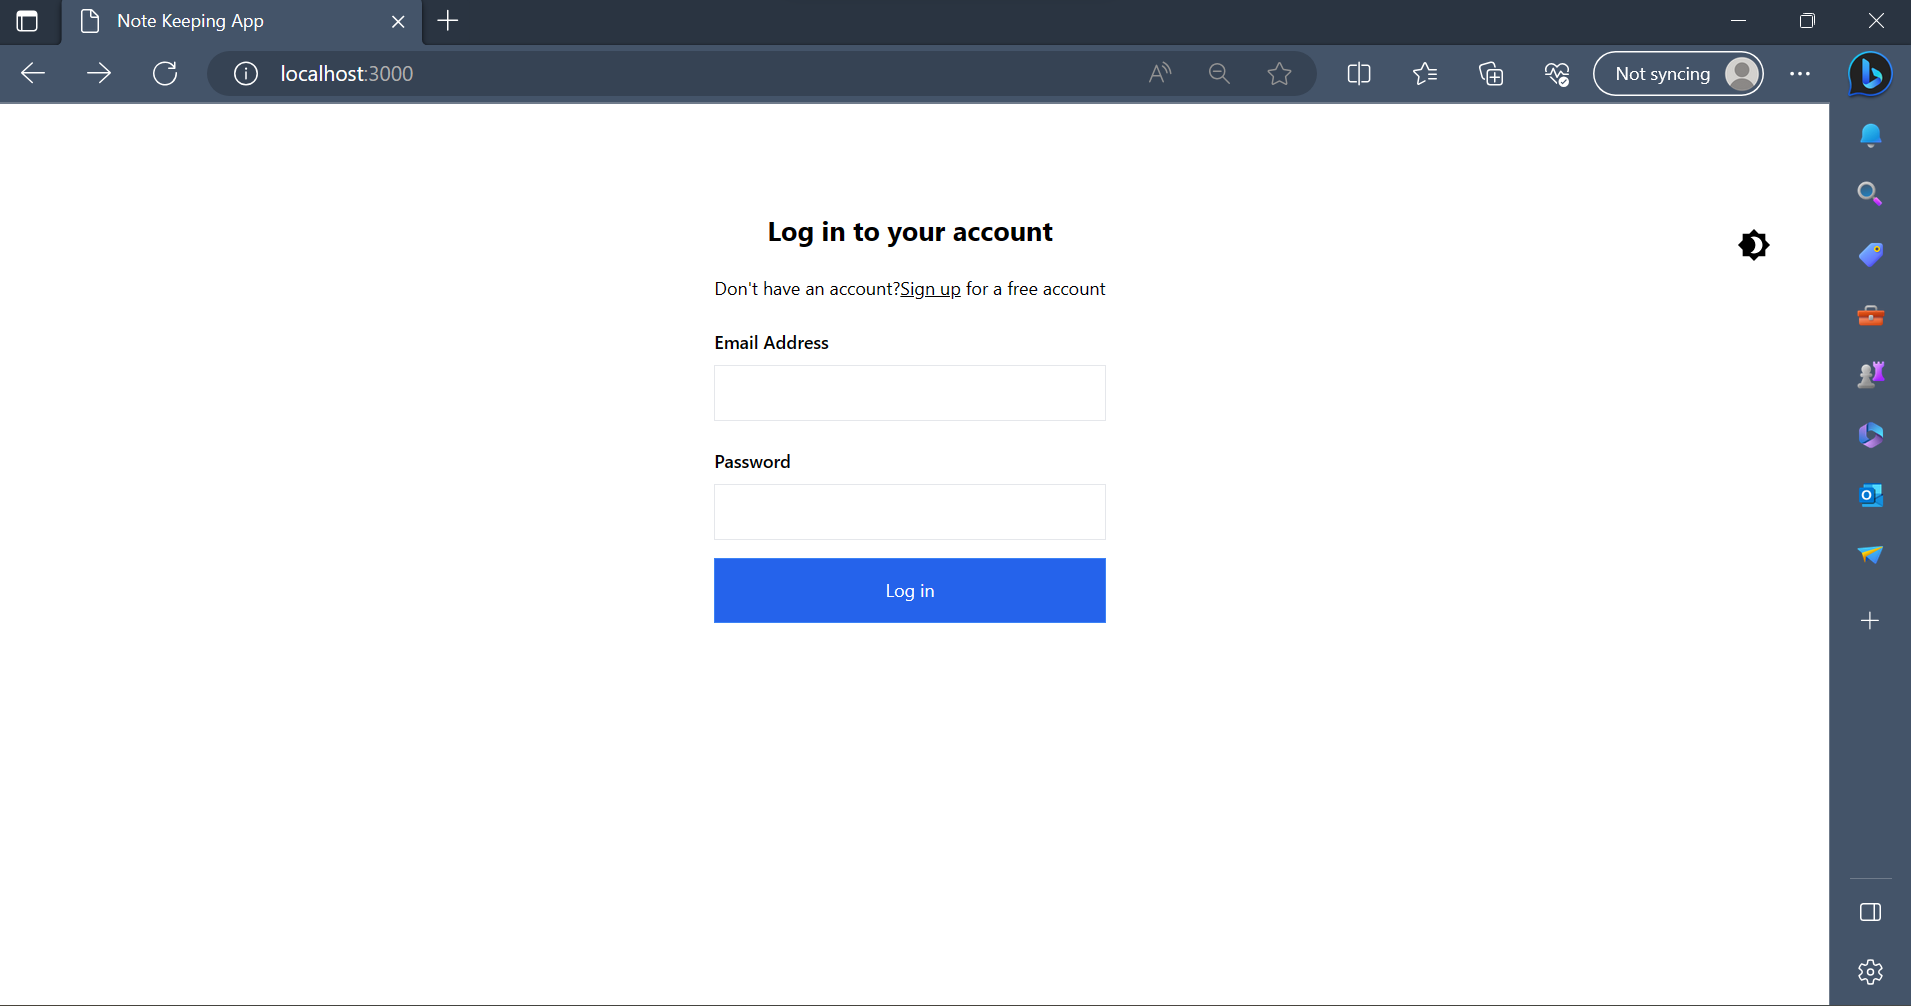 Note Keeping App
localhost:3000
Not syncing
Log in to your account
Don't have an account?Sign up for a free account
Email Address
Password
Log in